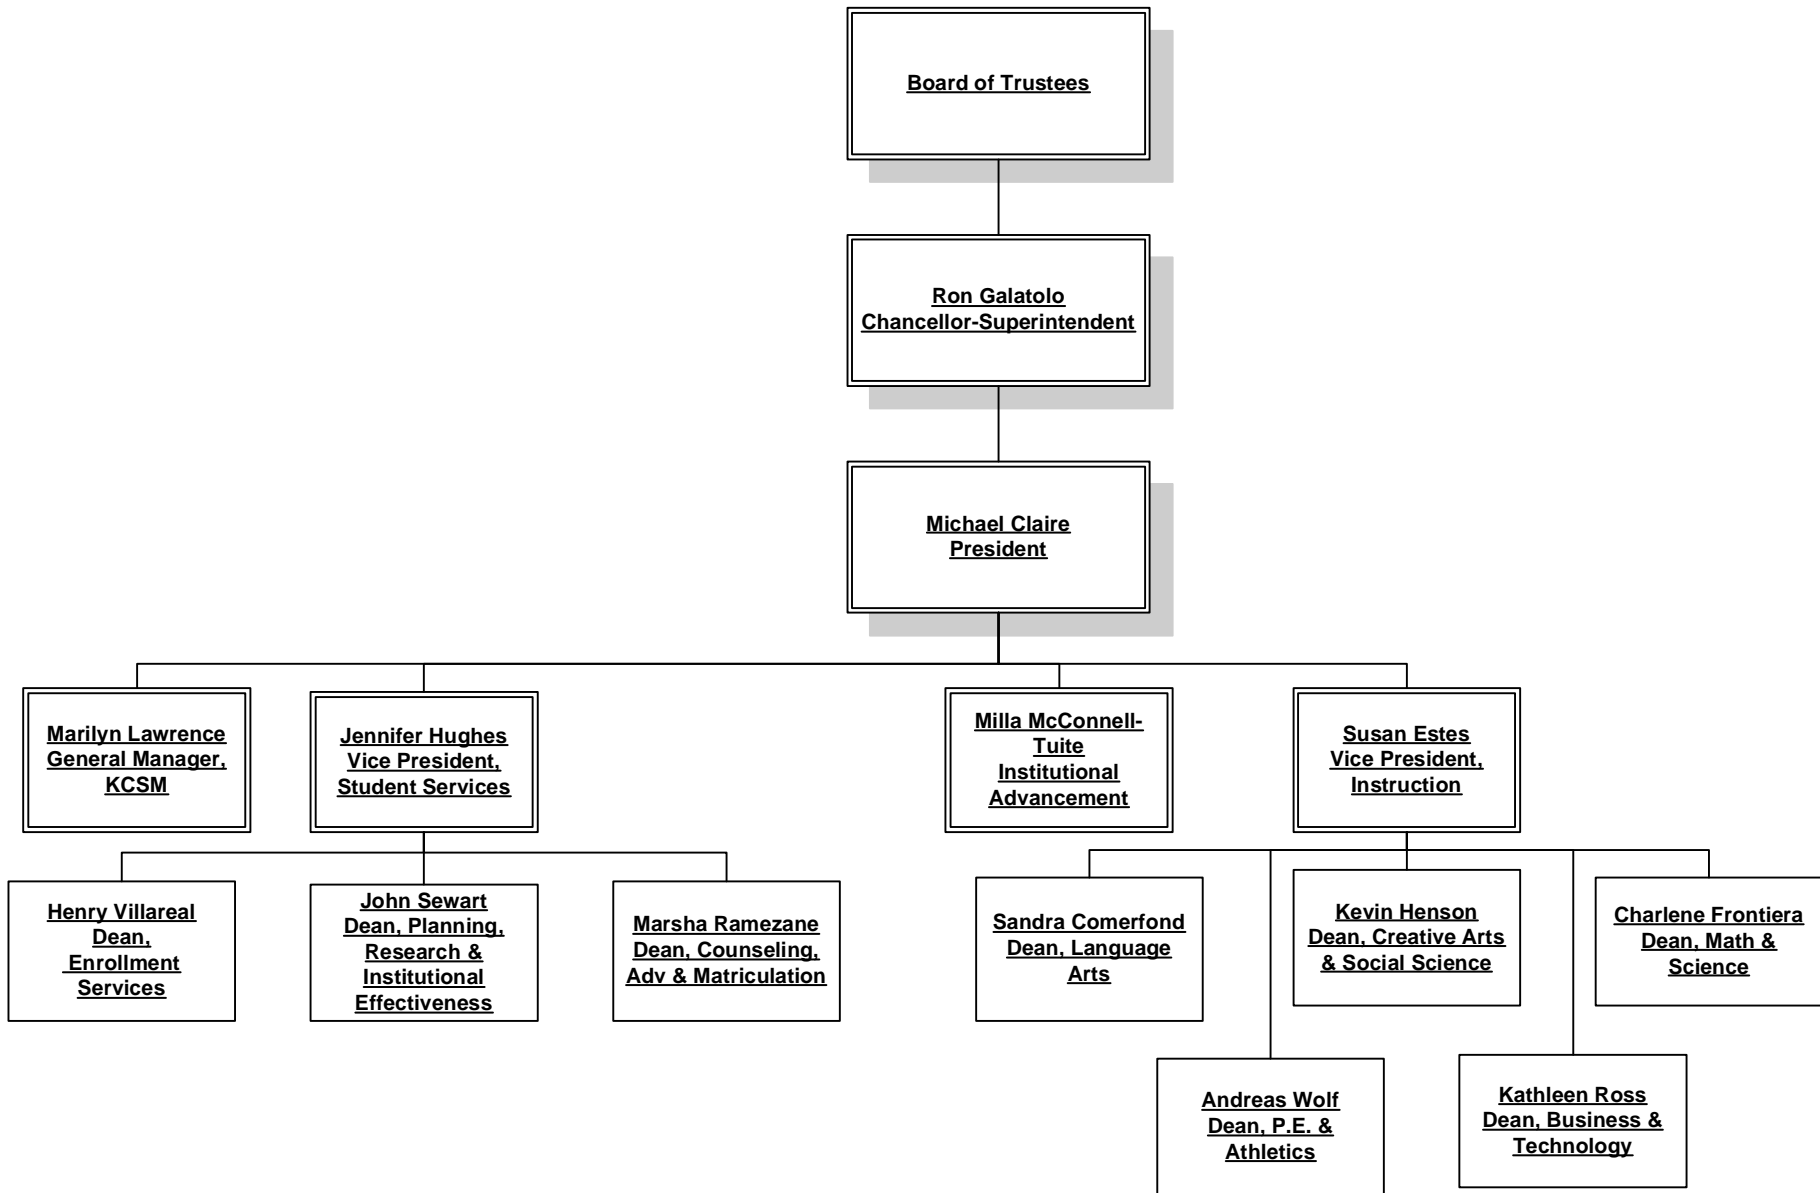 Board of Trustees
Ron Galatolo
Chancellor-Superintendent
Michael Claire
President
Marilyn Lawrence
General Manager,
KCSM
Jennifer Hughes
Vice President,
Student Services
Milla McConnell-
Tuite
Institutional
Advancement
Susan Estes
Vice President,
Instruction
Henry Villareal
Dean,
Enrollment
Services
John Sewart
Dean, Planning,
Research &
Institutional
Effectiveness
Marsha Ramezane
Dean, Counseling,
Adv & Matriculation
Sandra Comerfond
Dean, Language
Arts
Kevin Henson
Dean, Creative Arts
& Social Science
Charlene Frontiera
Dean, Math &
Science
Andreas Wolf
Dean, P.E. &
Athletics
Kathleen Ross
Dean, Business &
Technology